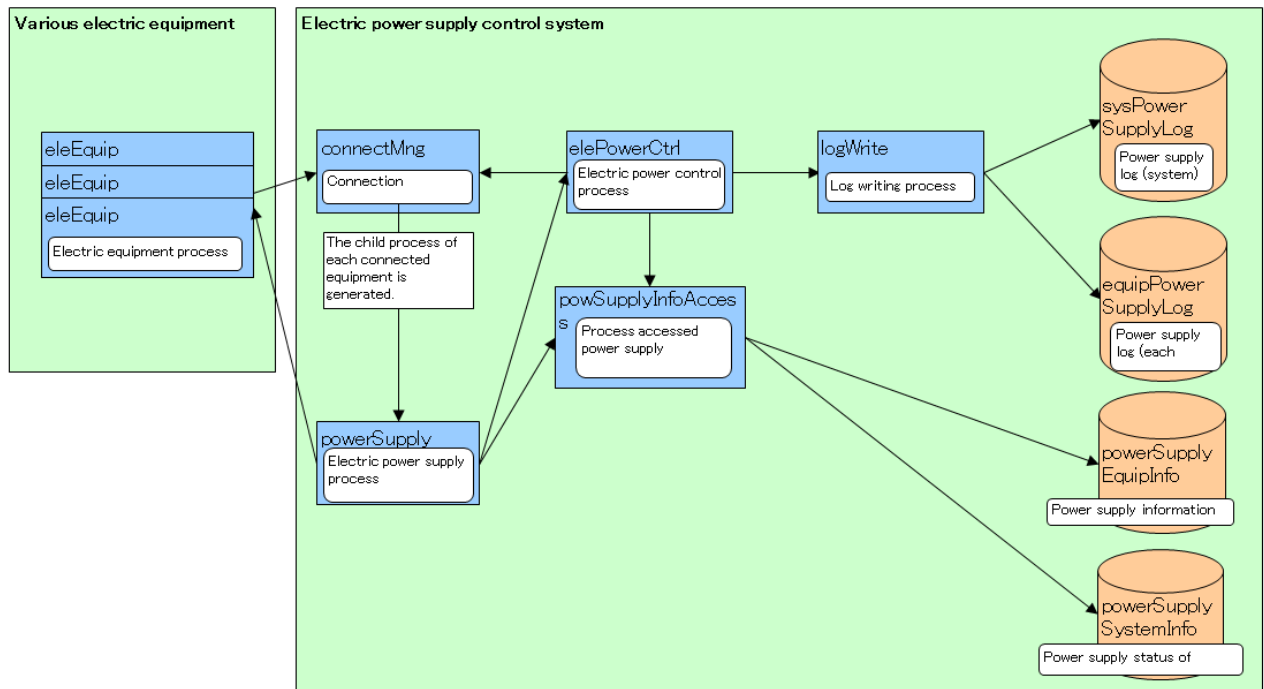 Various electric equipment
Electric power supply control system
eleEquip
eleEquip
eleEquip
Electric equipment process
connectMng
Connection
The child process of
each connected
equipment is
generated.
powerSupply
Electric power supply
process
elePowerCtrl
Electric power control
process
powSupplyInfoAcces
s
Process accessed
power supply
logWrite
Log writing process
sysPower
SupplyLog
Power supply
log (system)
equipPower
SupplyLog
Power supply
log (each
powerSupply
EquipInfo
Power supply information
powerSupply
SystemInfo
Power supply status of